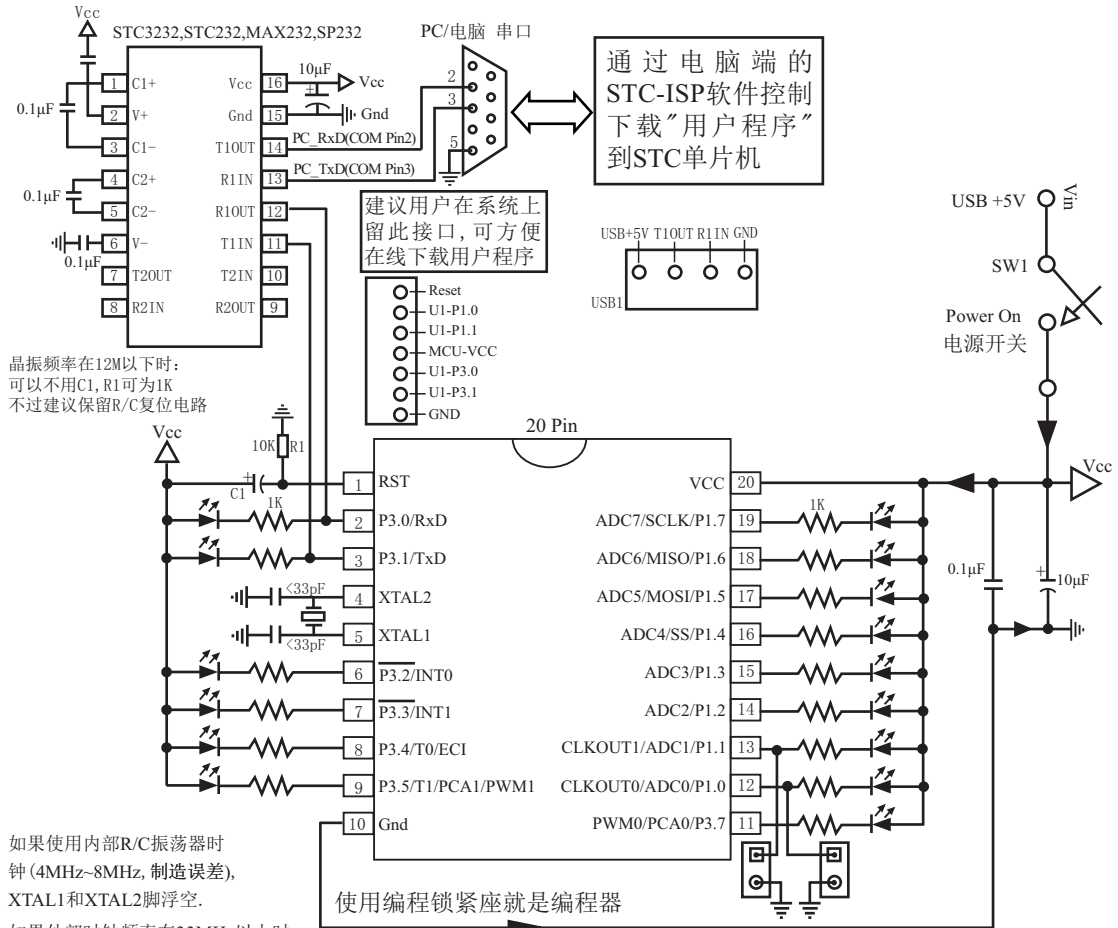 Vcc
STC3232,STC232,MAX232,SP232
PC/电脑 串口
1 C1+
2 V+
3 C1-
4 C2+
5 C2-
6 V-
7 T2OUT
8 R2IN
Vcc 16
Gnd 15
T1OUT 14
R1IN 13
R1OUT 12
T1IN 11
T2IN 10
R2OUT 9
0.1μF
0.1μF
0.1μF
10μF
+
Vcc
Gnd
PC_RxD(COM Pin2)
PC_TxD(COM Pin3)
2
3
5
通过电脑端的
STC-ISP软件控制
下载"用户程序"
到STC单片机
建议用户在系统上
留此接口,可方便
在线下载用户程序
Reset
U1-P1.0
U1-P1.1
MCU-VCC
U1-P3.0
U1-P3.1
GND
USB+5V T1OUT R1IN GND
USB1
USB +5V
Vin
SW1
Power On
电源开关
晶振频率在12M以下时:
可以不用C1,R1可为1K
不过建议保留R/C复位电路
Vcc
10K R1
+
C1
1K
<33pF
<33pF
20 Pin
1 RST
2 P3.0/RxD
3 P3.1/TxD
4 XTAL2
5 XTAL1
6 P3.2/INT0
7 P3.3/INT1
8 P3.4/T0/ECI
9 P3.5/T1/PCA1/PWM1
10 Gnd
VCC 20
ADC7/SCLK/P1.7 19
ADC6/MISO/P1.6 18
ADC5/MOSI/P1.5 17
ADC4/SS/P1.4 16
ADC3/P1.3 15
ADC2/P1.2 14
CLKOUT1/ADC1/P1.1 13
CLKOUT0/ADC0/P1.0 12
PWM0/PCA0/P3.7 11
1K
Vcc
0.1μF
+
10μF
如果使用内部R/C振荡器时
钟(4MHz~8MHz,制造误差),
XTAL1和XTAL2脚浮空.
使用编程锁紧座就是编程器